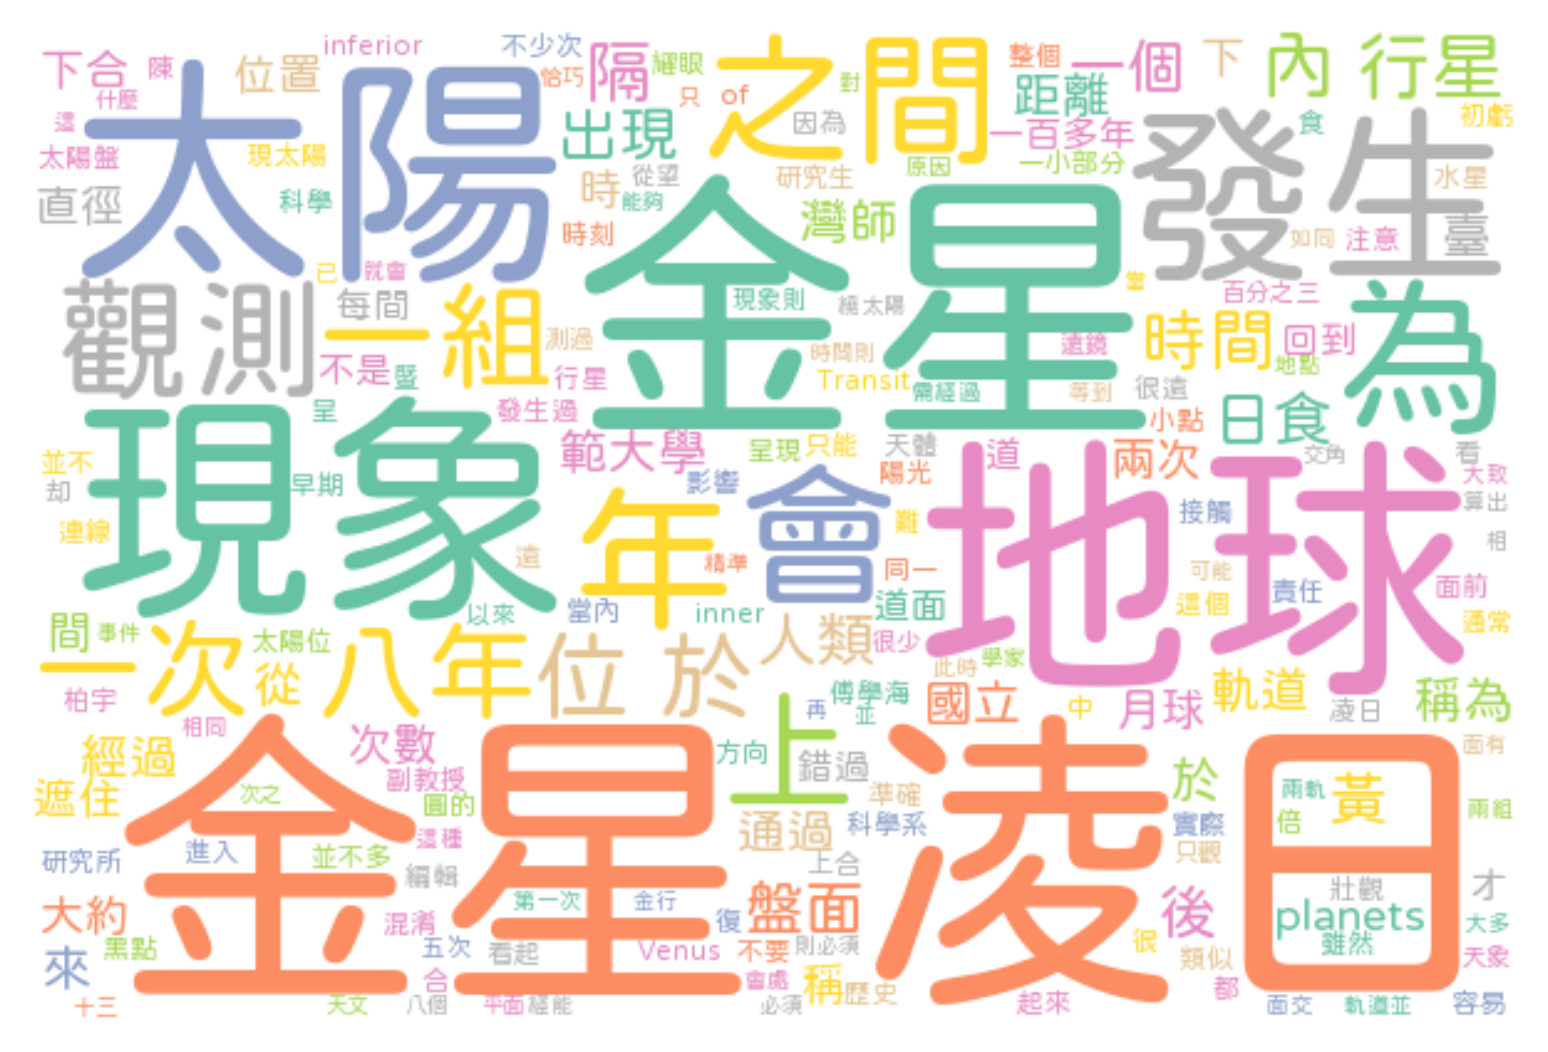 下合
陳
位置
inferior
不少次
恰巧
隔
耀眼
只
之間
of
對
因為
整個
一個
距離
下
內
行星
初虧
什麼
這
太陽盤
太陽
現太陽
出現
一百多年
一小部分
原因
食
發生
水星
直徑
科學
時
從望
能夠
研究生
時刻
灣師
金星
如同
注意
臺
已
就會
觀測
每間
一組
測過
現象則
繞太陽
當
百分之三
時間
回到
地點
為
不是
暨
行星
時間則
Transit
遠鏡
需經過
等到
很遠
小點
日食
呈
發生過
範大學
呈現
只能
天體
陽光
道
兩次
交角
看
並不
却
早期
現象
影響
大致
算出
連線
遠
年
精準
會
難
同一
地球
接觸
相
可能
責任
面前
以來
當內
inner
道面
這個
通常
間
事件
太陽位
人類
很少
一次
從
八年
位於
此時
學家
柏宇
相同
國立
中
月球
軌道
凌日
稱為
傅學海
再
並
經過
次數
副教授
上
方向
錯過
於
面有
遮住
次之
圓的
準確
兩軌
黃
兩組
這種
通過
科學系
實際
倍
研究所
進入
並不多
編輯
上合
只觀
金星凌日
壯觀
才
大約
第一次
金行
復
盤面
後
planets
大多
混淆
黑點
五次
看起
Venus
不要
則必須
很
類似
雖然
天象
來
合
會處
稱
歷史
都
十三
天文
八個
平面
經能
必須
起來
面交
軌道並
容易